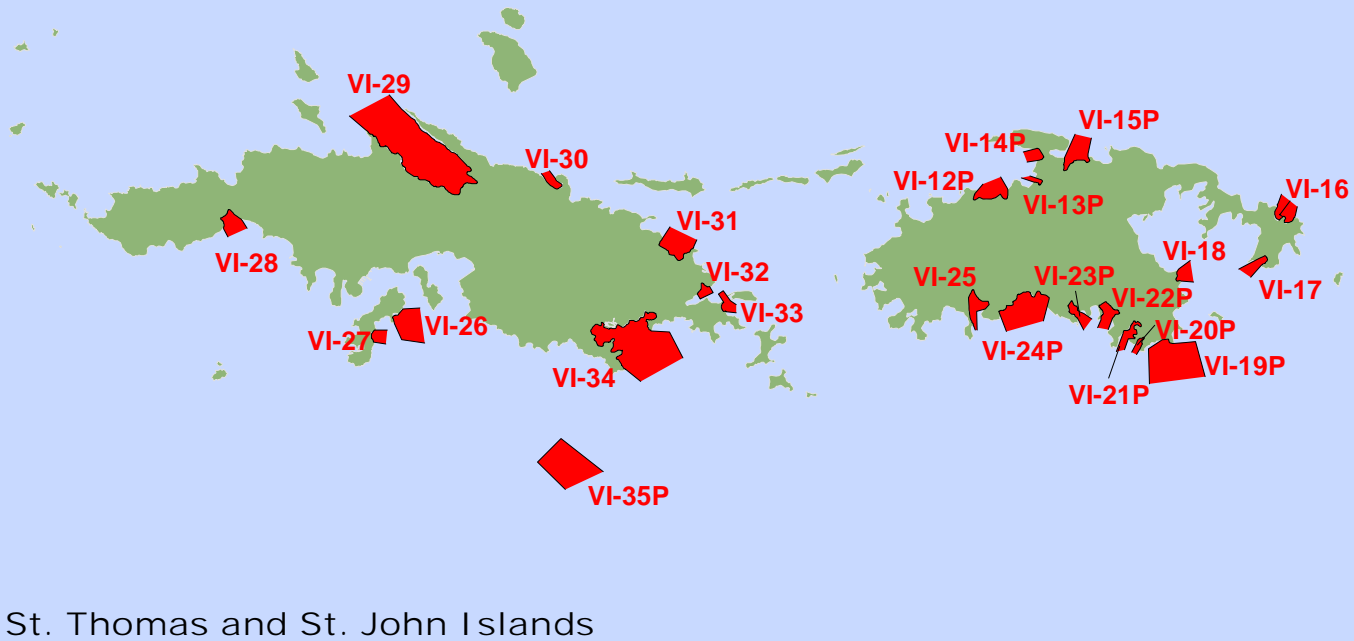 VI-29
VI-15P
VI-14P
VI-30
VI-12P
VI-16
VI-13P
VI-31
VI-18
VI-28
VI-32
VI-25
VI-23P
VI-17
VI-22P
VI-33
VI-26
VI-20P
VI-27
VI-24P
VI-19P
VI-34
VI-21P
VI-35P
St. Thomas and St. John Islands